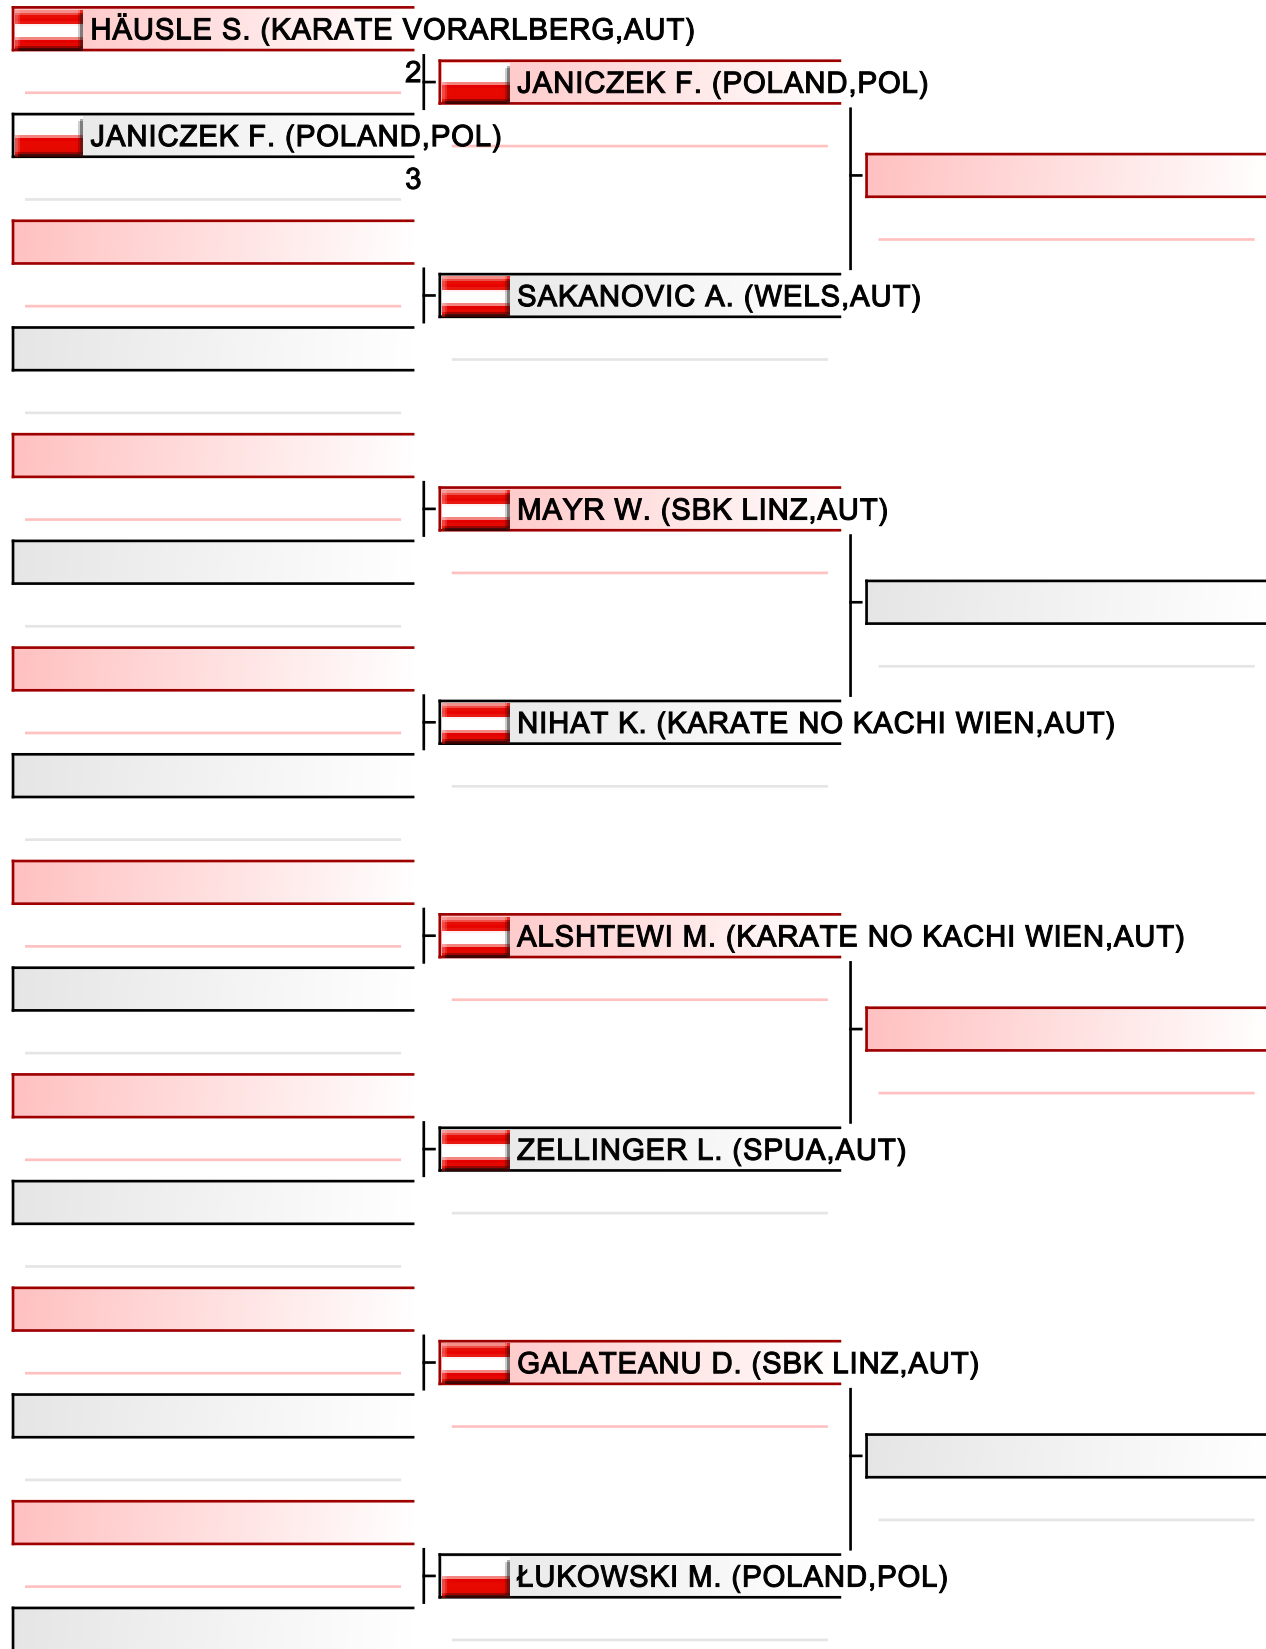 HÄUSLE S. (KARATE VORARLBERG,AUT)
2
JANICZEK F. (POLAND,POL)
JANICZEK F. (POLAND,POL)
3
SAKANOVIC A. (WELS,AUT)
MAYR W. (SBK LINZ,AUT)
NIHAT K. (KARATE NO KACHI WIEN,AUT)
ALSHTEWI M. (KARATE NO KACHI WIEN,AUT)
ZELLINGER L. (SPUA,AUT)
GALATEANU D. (SBK LINZ,AUT)
ŁUKOWSKI M. (POLAND,POL)